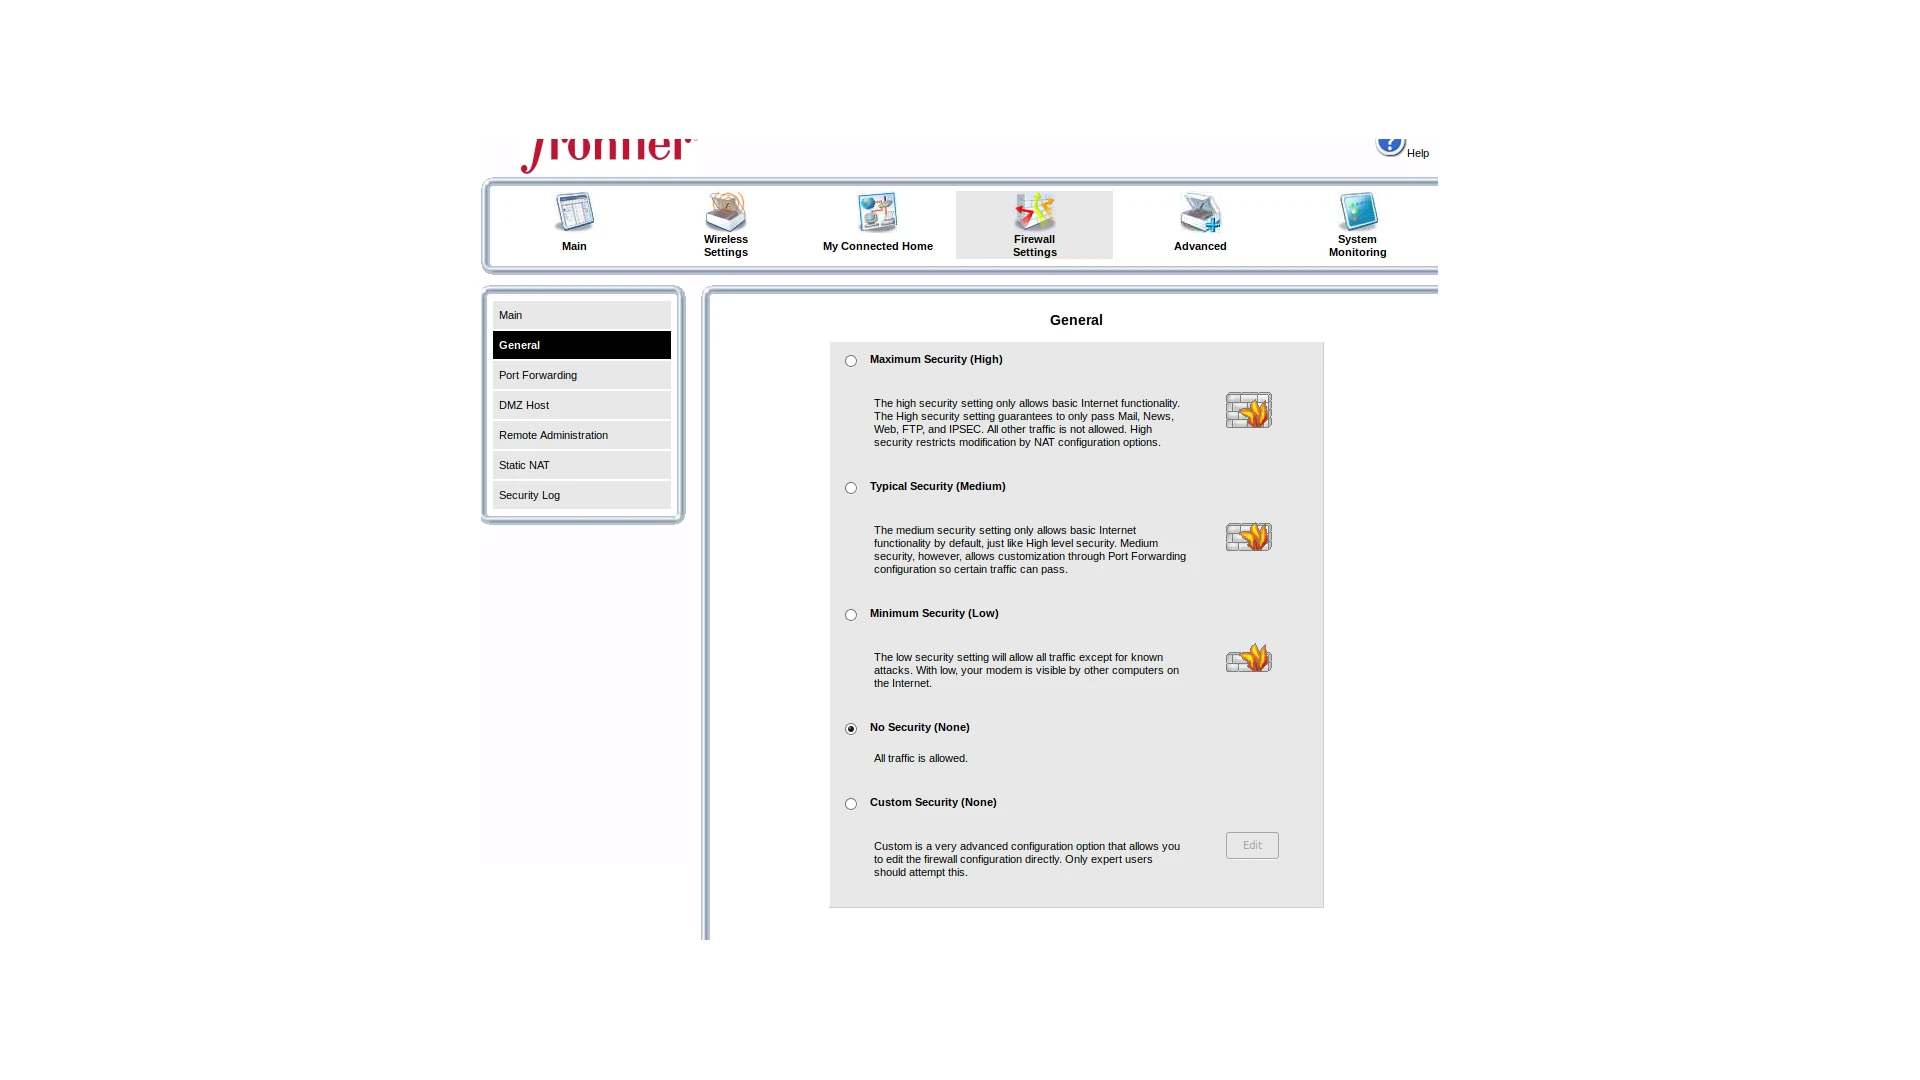 frontier
Help
Main
Wireless
Settings
My Connected Home
Firewall
Settings
Advanced
System
Monitoring
Main
General
Port Forwarding
DMZ Host
Remote Administration
Static NAT
Security Log
General
Maximum Security (High)
The high security setting only allows basic Internet functionality.
The High security setting guarantees to only pass Mail, News,
Web, FTP, and IPSEC. All other traffic is not allowed. High
security restricts modification by NAT configuration options.
Typical Security (Medium)
The medium security setting only allows basic Internet
functionality by default, just like High level security. Medium
security, however, allows customization through Port Forwarding
configuration so certain traffic can pass.
Minimum Security (Low)
The low security setting will allow all traffic except for known
attacks. With low, your modem is visible by other computers on
the Internet.
No Security (None)
All traffic is allowed.
Custom Security (None)
Custom is a very advanced configuration option that allows you
to edit the firewall configuration directly. Only expert users
should attempt this.
Edit